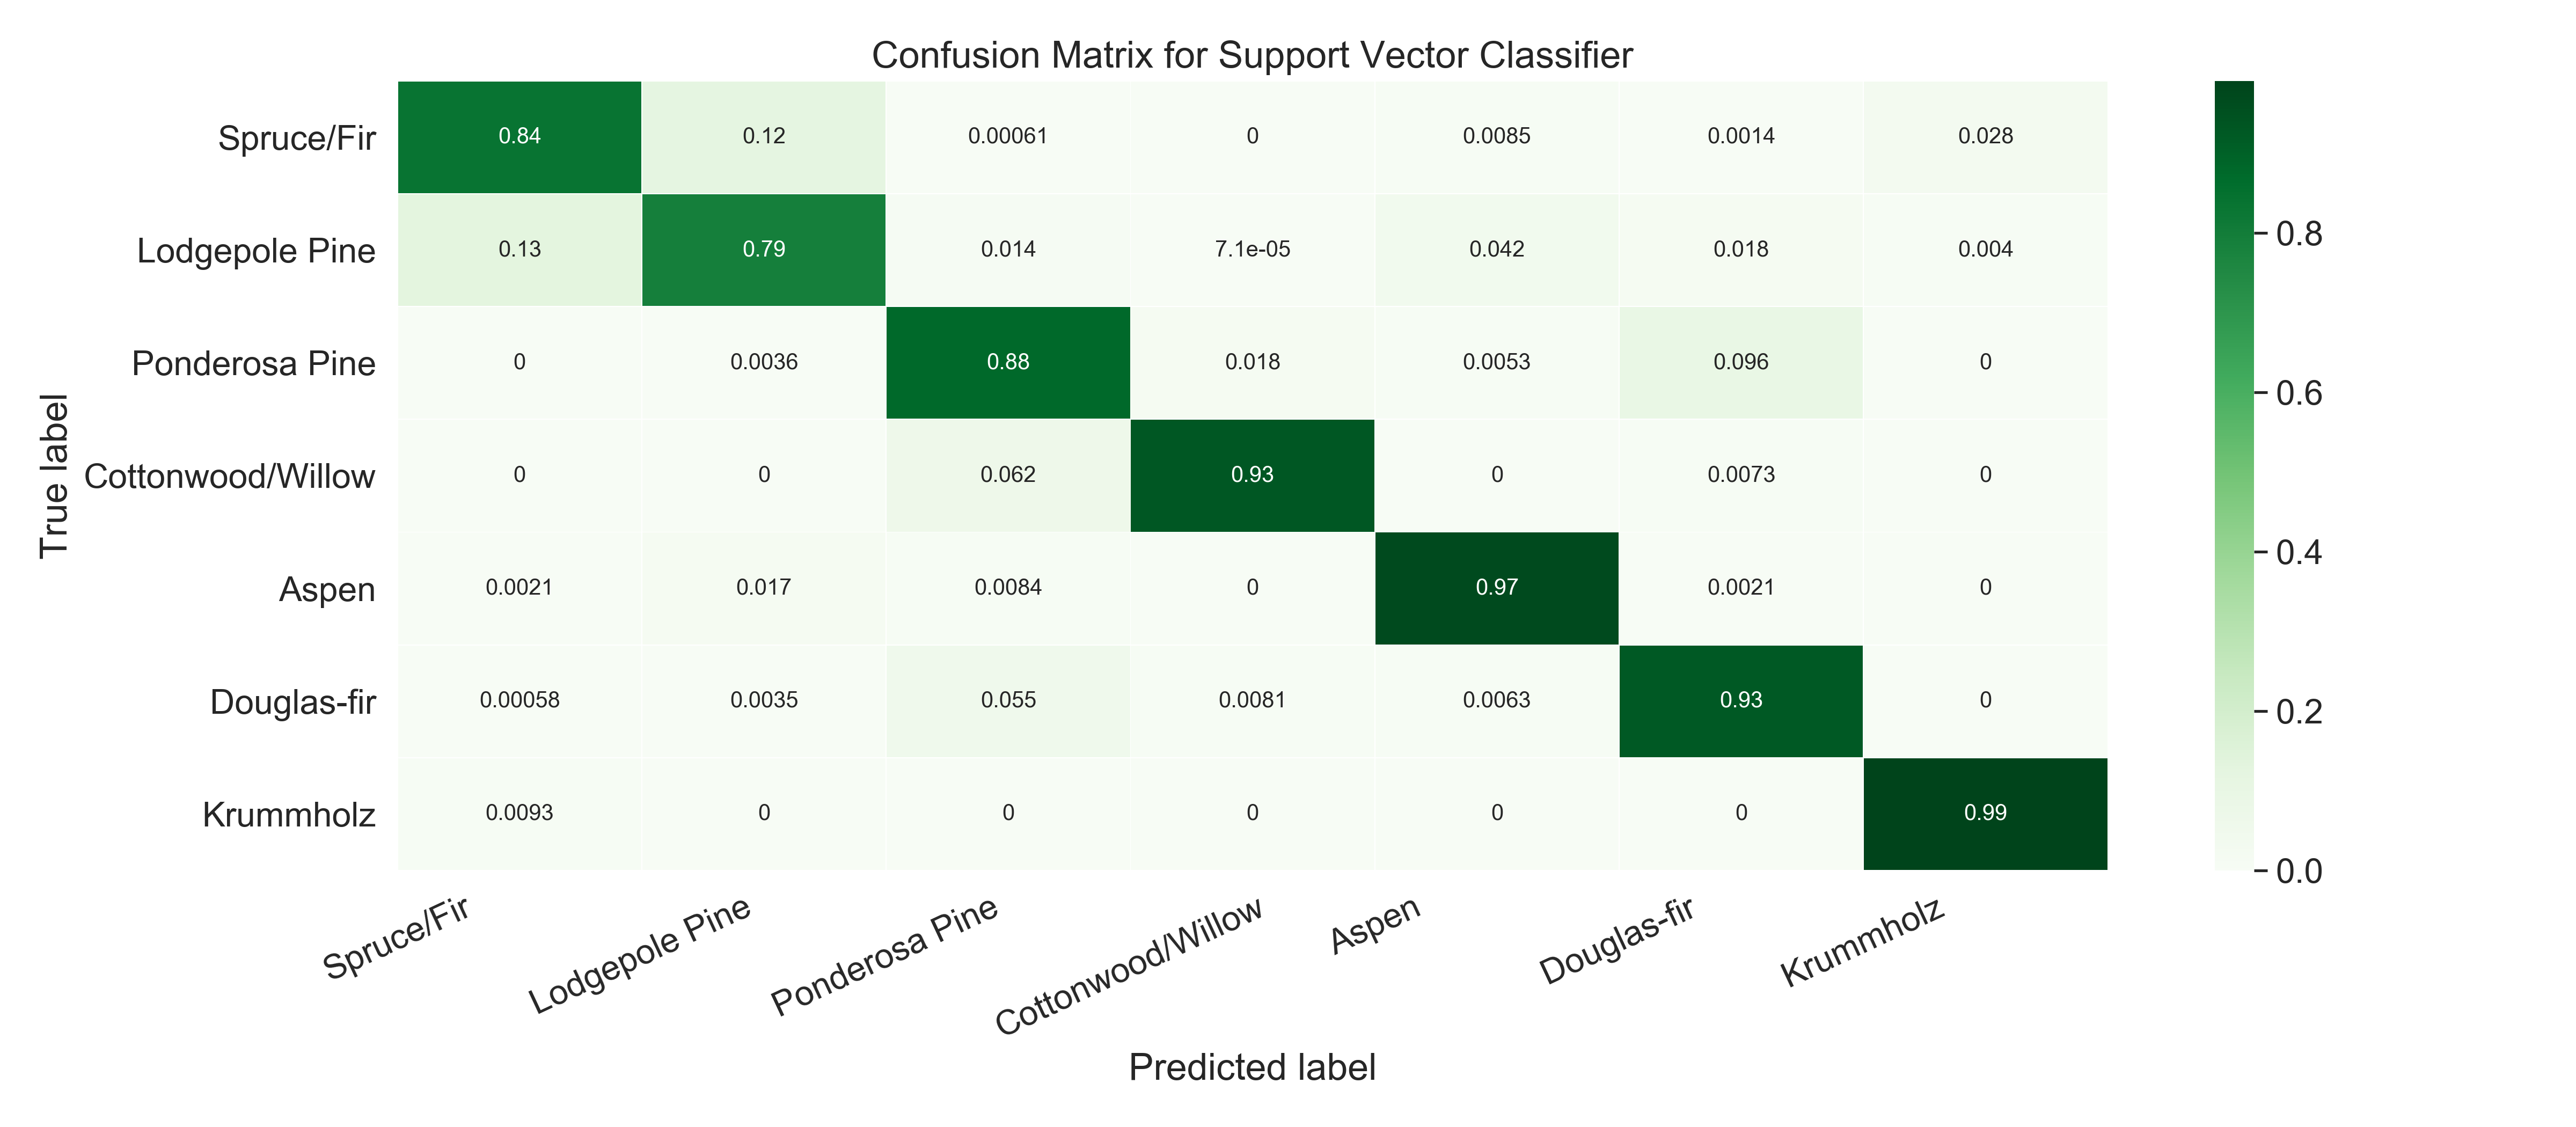 Confusion Matrix for Support Vector Classifier
True label
Spruce/Fir 0.84 0.12 0.00061 0 0.0085 0.0014 0.028
Lodgepole Pine 0.13 0.79 0.014 7.1e-05 0.042 0.018 0.004
Ponderosa Pine 0 0.0036 0.88 0.018 0.0053 0.096 0
Cottonwood/Willow 0 0 0.062 0.93 0 0.0073 0
Aspen 0.0021 0.017 0.0084 0 0.97 0.0021 0
Douglas-fir 0.00058 0.0035 0.055 0.0081 0.0063 0.93 0
Krummholz 0.0093 0 0 0 0 0 0.99
Spruce/Fir Lodgepole Pine Ponderosa Pine Cottonwood/Willow Aspen Douglas-fir Krummholz
Predicted label
0.8
0.6
0.4
0.2
0.0